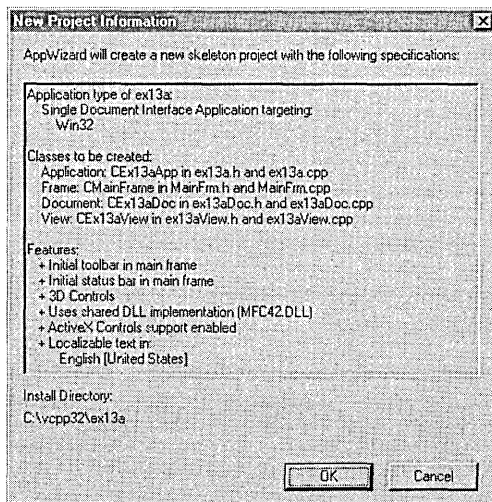 New Project Information
AppWizard will create a new skeleton project with the following specifications:
Application type of ex13a:
Single Document Interface Application targeting:
Win32
Classes to be created:
Application: CEx13aApp in ex13a.h and ex13a.cpp
Frame: CMainFrame in MainFrm.h and MainFrm.cpp
Document: CEx13aDoc in ex13aDoc.h and ex13aDoc.cpp
View: CEx13aView in ex13aView.h and ex13aView.cpp
Features:
+ Initial toolbar in main frame
+ Initial status bar in main frame
+ 3D Controls
+ Uses shared DLL implementation (MFC42.DLL)
+ ActiveX Controls support enabled
+ Localizable text in:
English [United States]
Install Directory:
C:\vcpp32\ex13a
OK
Cancel